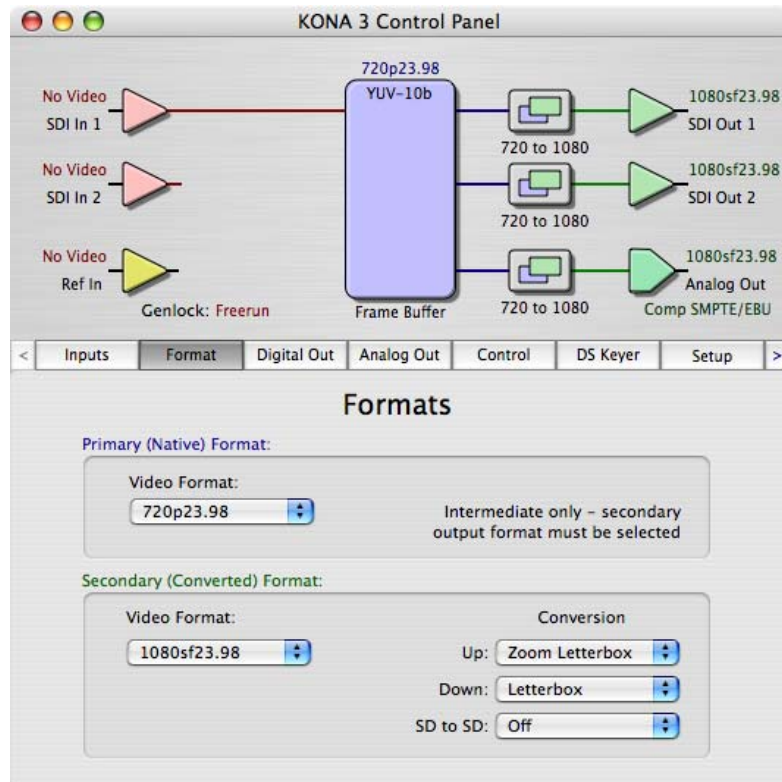 KONA 3 Control Panel
720p23.98
YUV-10b
No Video
SDI In 1
720 to 1080
1080sf23.98
SDI Out 1
No Video
SDI In 2
720 to 1080
1080sf23.98
SDI Out 2
No Video
Ref In
Genlock: Freerun
Frame Buffer
720 to 1080
1080sf23.98
Analog Out
Comp SMPTE/EBU
< Inputs Format Digital Out Analog Out Control DS Keyer Setup >
Formats
Primary (Native) Format:
Video Format:
720p23.98
Intermediate only - secondary
output format must be selected
Secondary (Converted) Format:
Video Format:
1080sf23.98
Conversion
Up: Zoom Letterbox
Down: Letterbox
SD to SD: Off